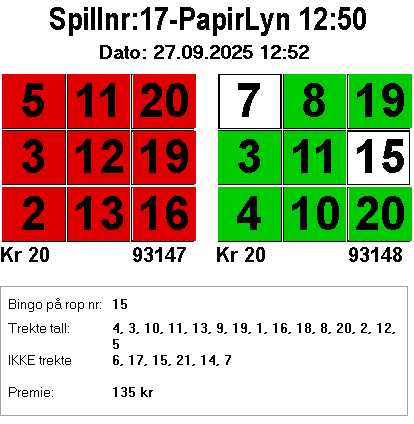 Spillnr:17-PapirLyn 12:50
Dato: 27.09.2025 12:52
5 11 20 7 8 19
3 12 19 3 11 15
2 13 16 4 10 20
Kr 20 93147 Kr 20 93148
Bingo på rop nr: 15
Trekte tall: 4, 3, 10, 11, 13, 9, 19, 1, 16, 18, 8, 20, 2, 12,
5
IKKE trekte 6, 17, 15, 21, 14, 7
Premie: 135 kr